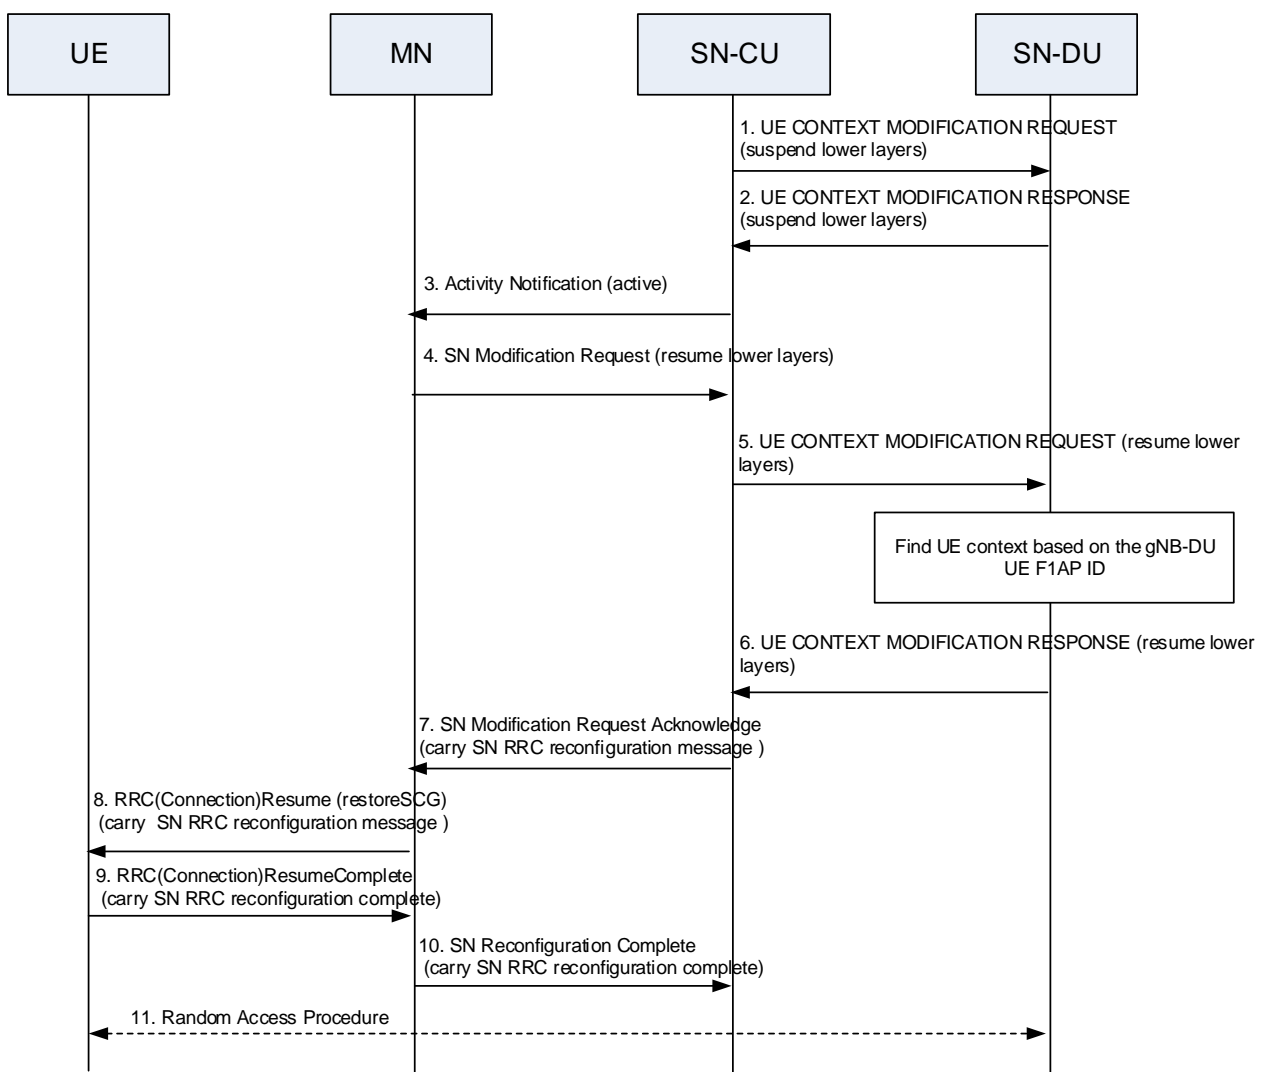 UE
MN
SN-CU
SN-DU
1. UE CONTEXT MODIFICATION REQUEST
(suspend lower layers)
2. UE CONTEXT MODIFICATION RESPONSE
(suspend lower layers)
3. Activity Notification (active)
4. SN Modification Request (resume lower layers)
5. UE CONTEXT MODIFICATION REQUEST (resume lower
layers)
Find UE context based on the gNB-DU
UE F1AP ID
6. UE CONTEXT MODIFICATION RESPONSE (resume lower
layers)
7. SN Modification Request Acknowledge
(carry SN RRC reconfiguration message )
8. RRC(Connection)Resume (restoreSCG)
(carry SN RRC reconfiguration message )
9. RRC(Connection)ResumeComplete
(carry SN RRC reconfiguration complete)
10. SN Reconfiguration Complete
(carry SN RRC reconfiguration complete)
11. Random Access Procedure